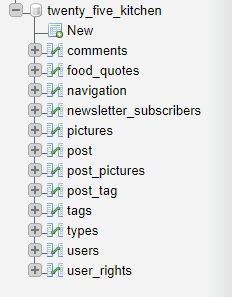 twenty_five_kitchen
New
comments
food_quotes
navigation
newsletter_subscribers
pictures
post
post_pictures
post_tag
tags
types
users
user_rights